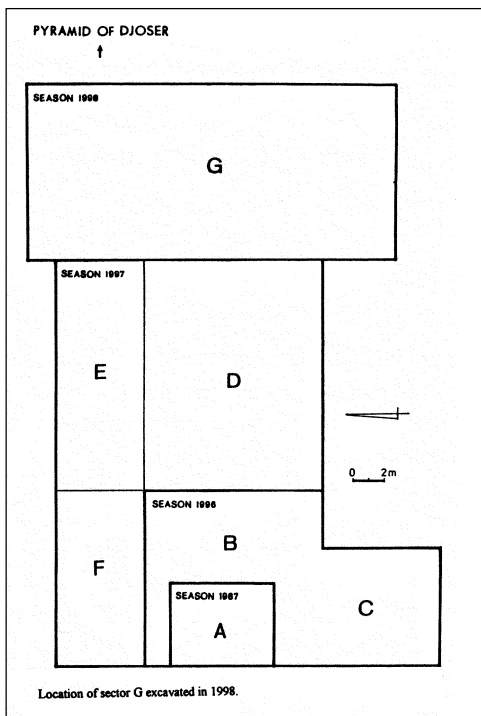 PYRAMID OF DJOSER
SEASON 1998
G
SEASON 1997
E
D
0 2m
SEASON 1996
B
F
SEASON 1987
C
A
Location of sector G excavated in 1998.